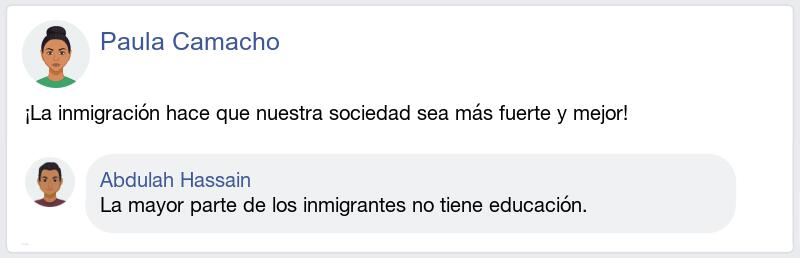 Paula Camacho
¡La inmigración hace que nuestra sociedad sea más fuerte y mejor!
Abdulah Hassain
La mayor parte de los inmigrantes no tiene educación.